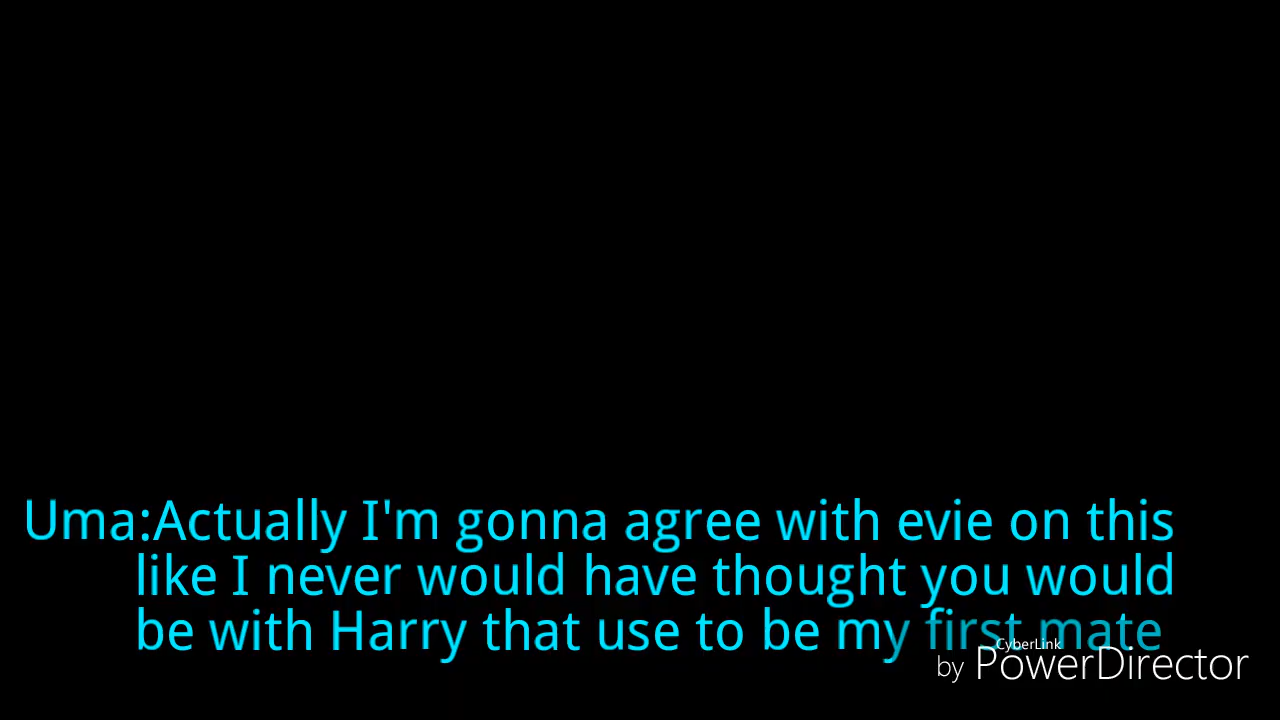 Uma:Actually I'm gonna agree with evie on this
like I never would have thought you would
be with Harry that use to be my first mate
CyberLink
by PowerDirector